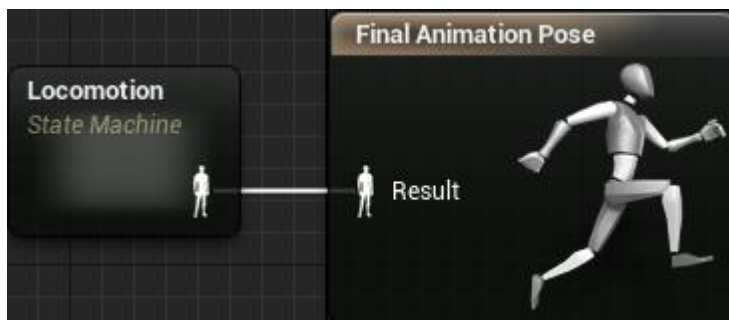 Final Animation Pose
Locomotion
State Machine
Result